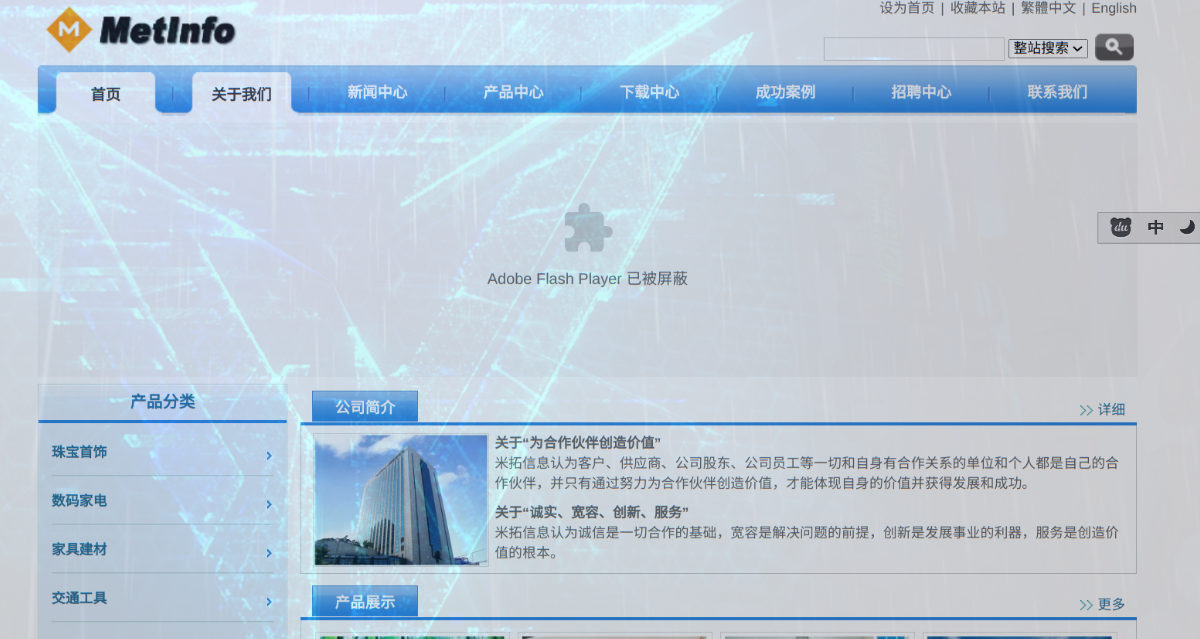 MetInfo
设为首页 | 收藏本站 | 繁體中文 | English
整站搜索
首页
关于我们
新闻中心
产品中心
下载中心
成功案例
招聘中心
联系我们
Adobe Flash Player 已被屏蔽
du 中
产品分类
珠宝首饰
数码家电
家具建材
交通工具
公司简介
详细
关于“为合作伙伴创造价值”
米拓信息认为客户、供应商、公司股东、公司员工等一切和自身有合作关系的单位和个人都是自己的合
作伙伴，并只有通过努力为合作伙伴创造价值，才能体现自身的价值并获得发展和成功。
关于“诚实、宽容、创新、服务”
米拓信息认为诚信是一切合作的基础，宽容是解决问题的前提，创新是发展事业的利器，服务是创造价
值的根本。
产品展示
更多